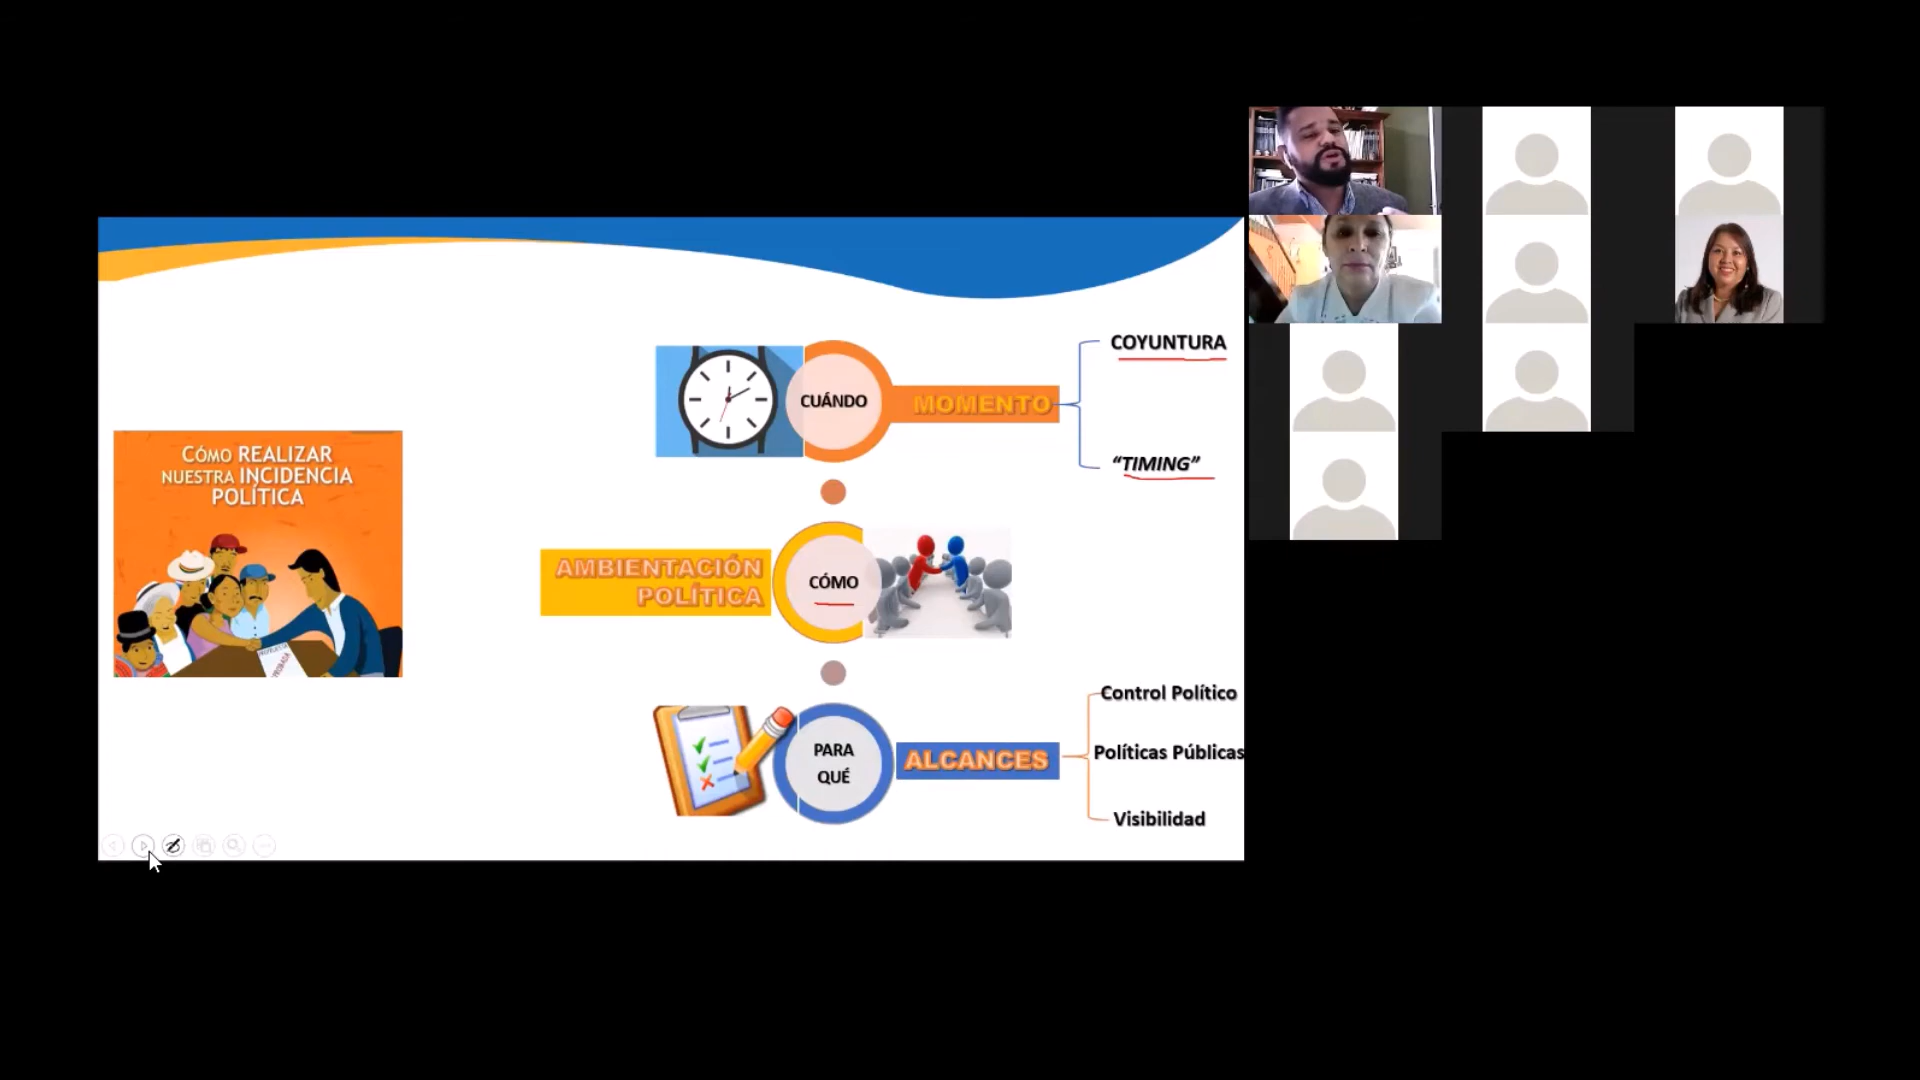 CÓMO REALIZAR
NUESTRA INCIDENCIA
POLÍTICA
CUÁNDO
MOMENTO
COYUNTURA
“TIMING”
AMBIENTACIÓN
POLÍTICA
CÓMO
PARA
QUÉ
ALCANCES
Control Político
Políticas Públicas
Visibilidad